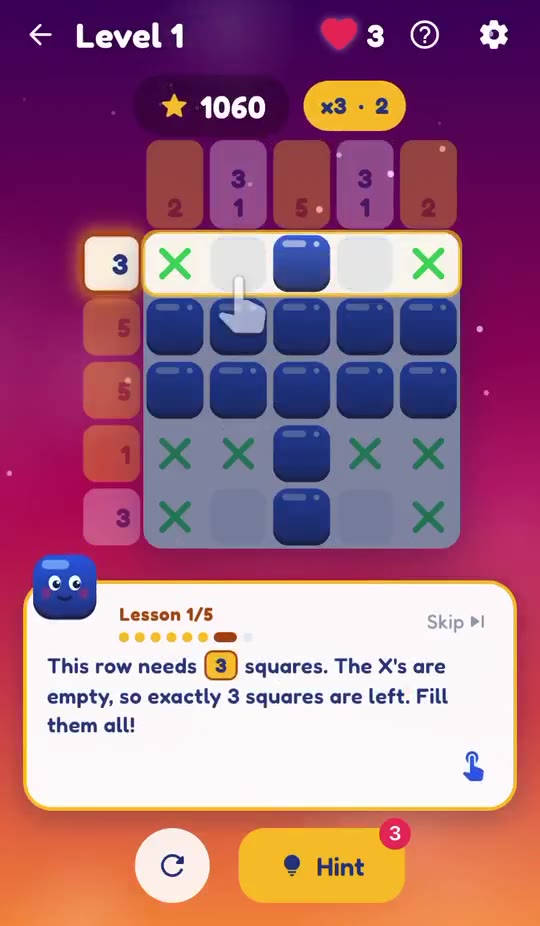 Level 1
3
1060
x3 · 2
3 3
2 1 5 1 2
3
5
5
1
3
Lesson 1/5
Skip
This row needs 3 squares. The X's are
empty, so exactly 3 squares are left. Fill
them all!
3
Hint